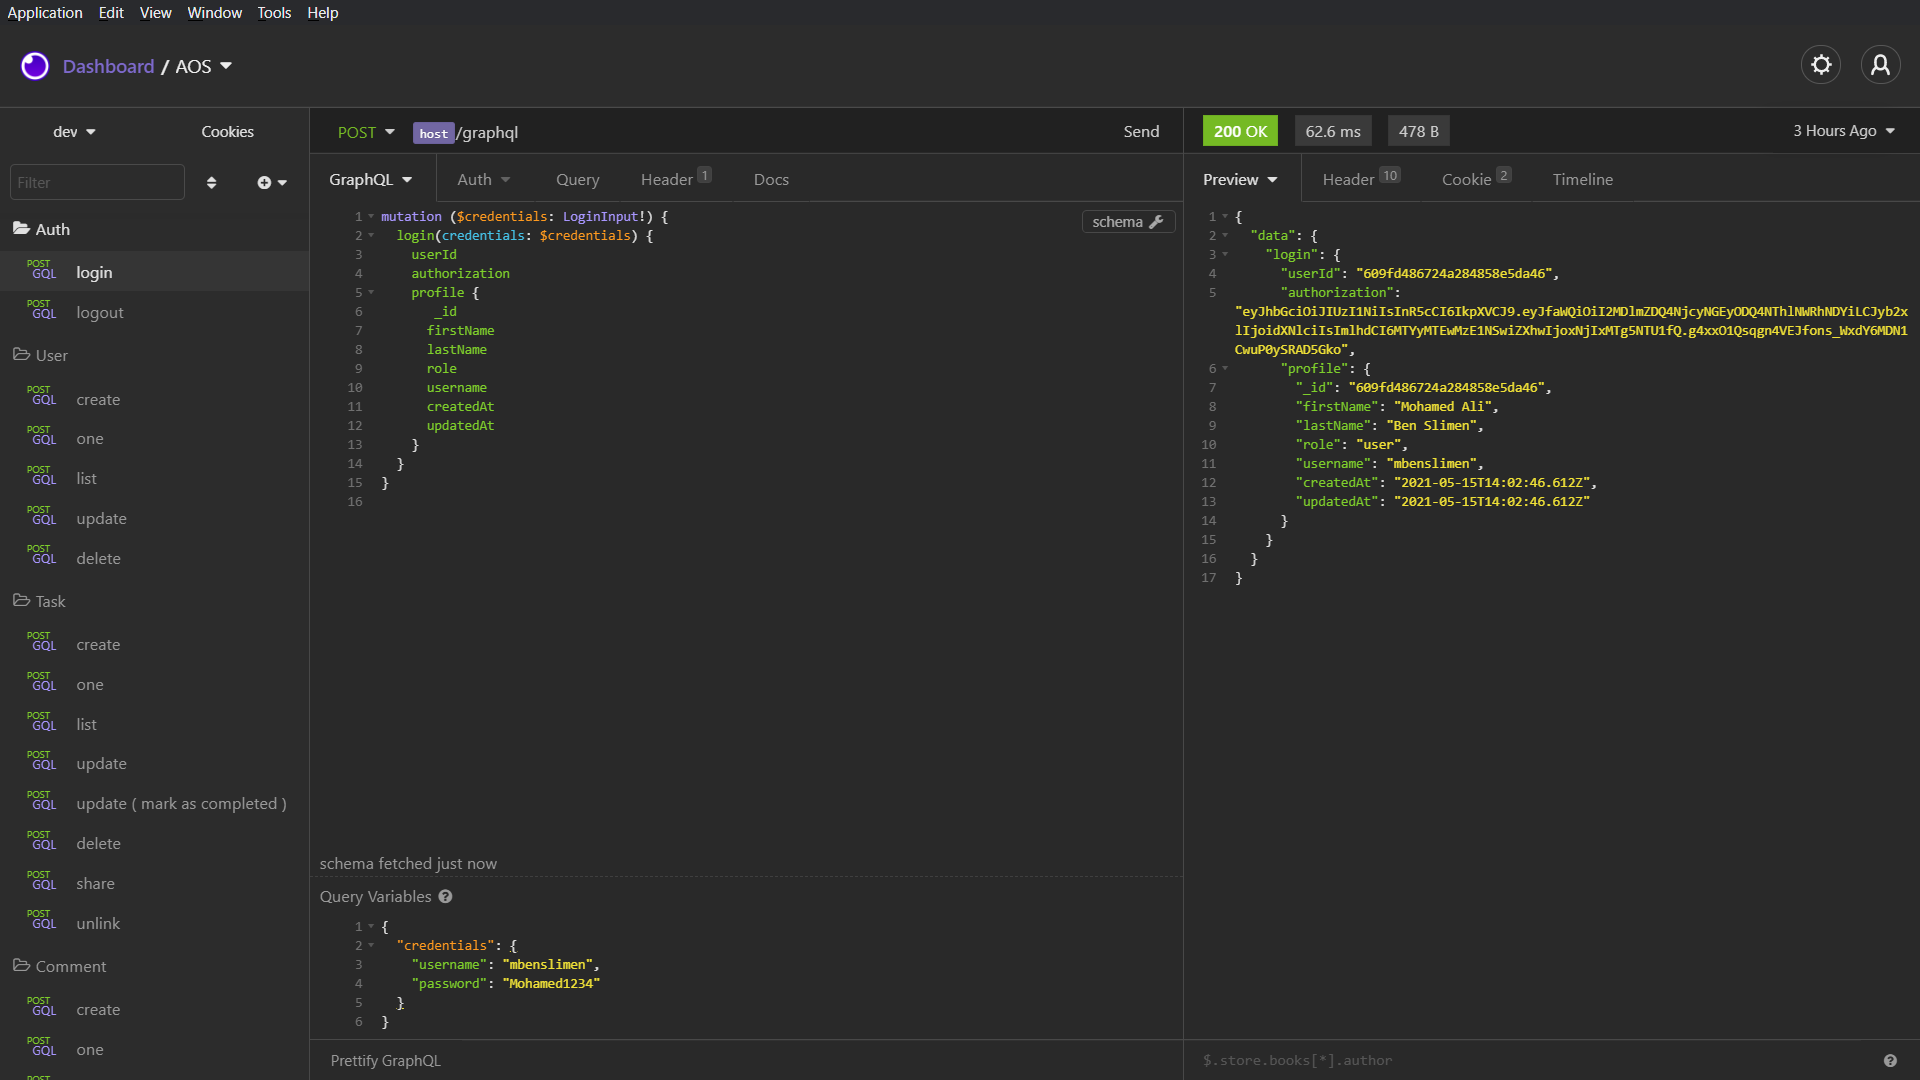 Application Edit View Window Tools Help
Dashboard / AOS
dev Cookies
Filter
Auth
POST GQL login
POST GQL logout
User
POST GQL create
POST GQL one
POST GQL list
POST GQL update
POST GQL delete
Task
POST GQL create
POST GQL one
POST GQL list
POST GQL update
POST GQL update ( mark as completed )
POST GQL delete
POST GQL share
POST GQL unlink
Comment
POST GQL create
POST GQL one
POST
POST host/graphql Send
GraphQL Auth Query Header 1 Docs
schema
1 mutation ($credentials: LoginInput!) {
2 login(credentials: $credentials) {
3 userId
4 authorization
5 profile {
6 _id
7 firstName
8 lastName
9 role
10 username
11 createdAt
12 updatedAt
13 }
14 }
15 }
16
schema fetched just now
Query Variables
1 {
2 "credentials": {
3 "username": "mbenslimen",
4 "password": "Mohamed1234"
5 }
6 }
Prettify GraphQL
200 OK 62.6 ms 478 B 3 Hours Ago
Preview Header 10 Cookie 2 Timeline
1 {
2 "data": {
3 "login": {
4 "userId": "609fd486724a284858e5da46",
5 "authorization":
"eyJhbGciOiJIUzI1NiIsInR5cCI6IkpXVCJ9.eyJfaWQiOiI2MDlmZDQ4NjcyNGEyODQ4NThlNWRhNDYiLCJyb2x
lIjoidXNlciIsImlhdCI6MTYyMTEwMzE1NSwiZXhwIjoxNjIxMTg5NTU1fQ.g4xxO1Qsqgn4VEJfons_WxdY6MDN1
CwuP0ySRAD5Gko",
6 "profile": {
7 "_id": "609fd486724a284858e5da46",
8 "firstName": "Mohamed Ali",
9 "lastName": "Ben Slimen",
10 "role": "user",
11 "username": "mbenslimen",
12 "createdAt": "2021-05-15T14:02:46.612Z",
13 "updatedAt": "2021-05-15T14:02:46.612Z"
14 }
15 }
16 }
17 }
$.store.books[*].author